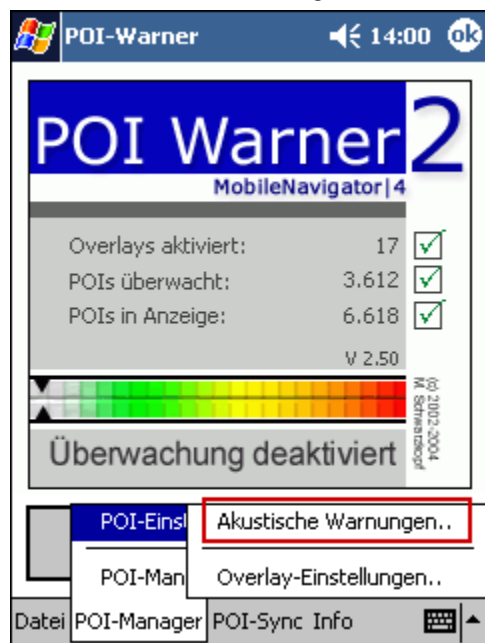 POI-Warner 14:00 ok
POI Warner 2
MobileNavigator|4
Overlays aktiviert: 17
POIs überwacht: 3.612
POIs in Anzeige: 6.618
V 2.50
(c) 2002-2004
M. Schwarzkopf
Überwachung deaktiviert
POI-Einst
Akustische Warnungen..
POI-Man
Overlay-Einstellungen..
Datei POI-Manager POI-Sync Info